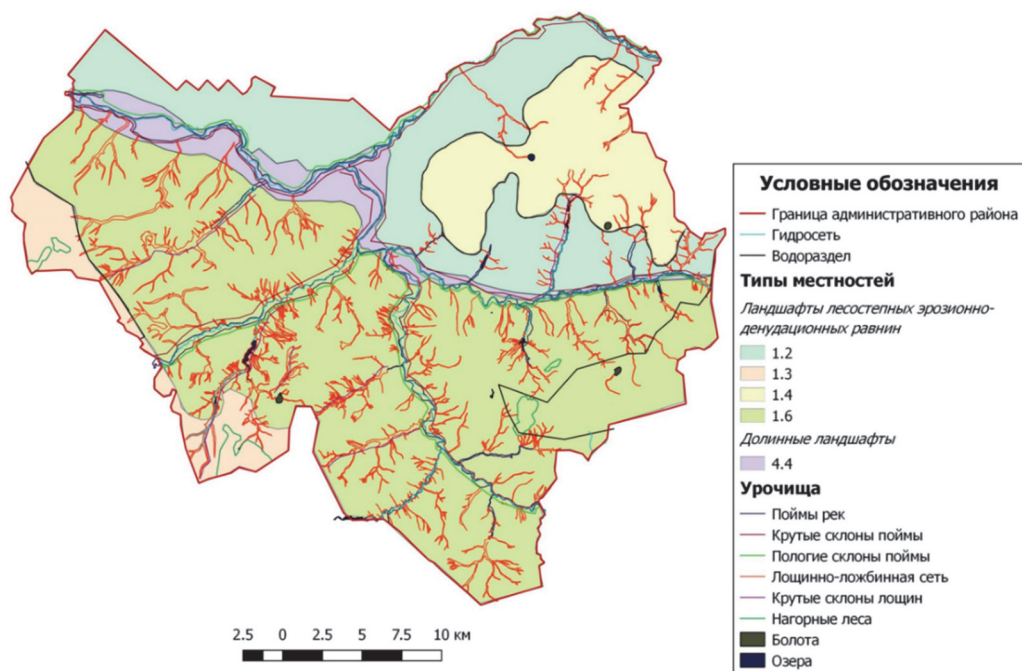 Условные обозначения
Граница административного района
Гидросеть
Водораздел
Типы местностей
Ландшафты лесостепных эрозионно-
денудационных равнин
1.2
1.3
1.4
1.6
Долинные ландшафты
4.4
Урочища
Поймы рек
Крутые склоны поймы
Пологие склоны поймы
Лощинно-ложбинная сеть
Крутые склоны лощин
Нагорные леса
Болота
Озера
2.5 0 2.5 5 7.5 10 км